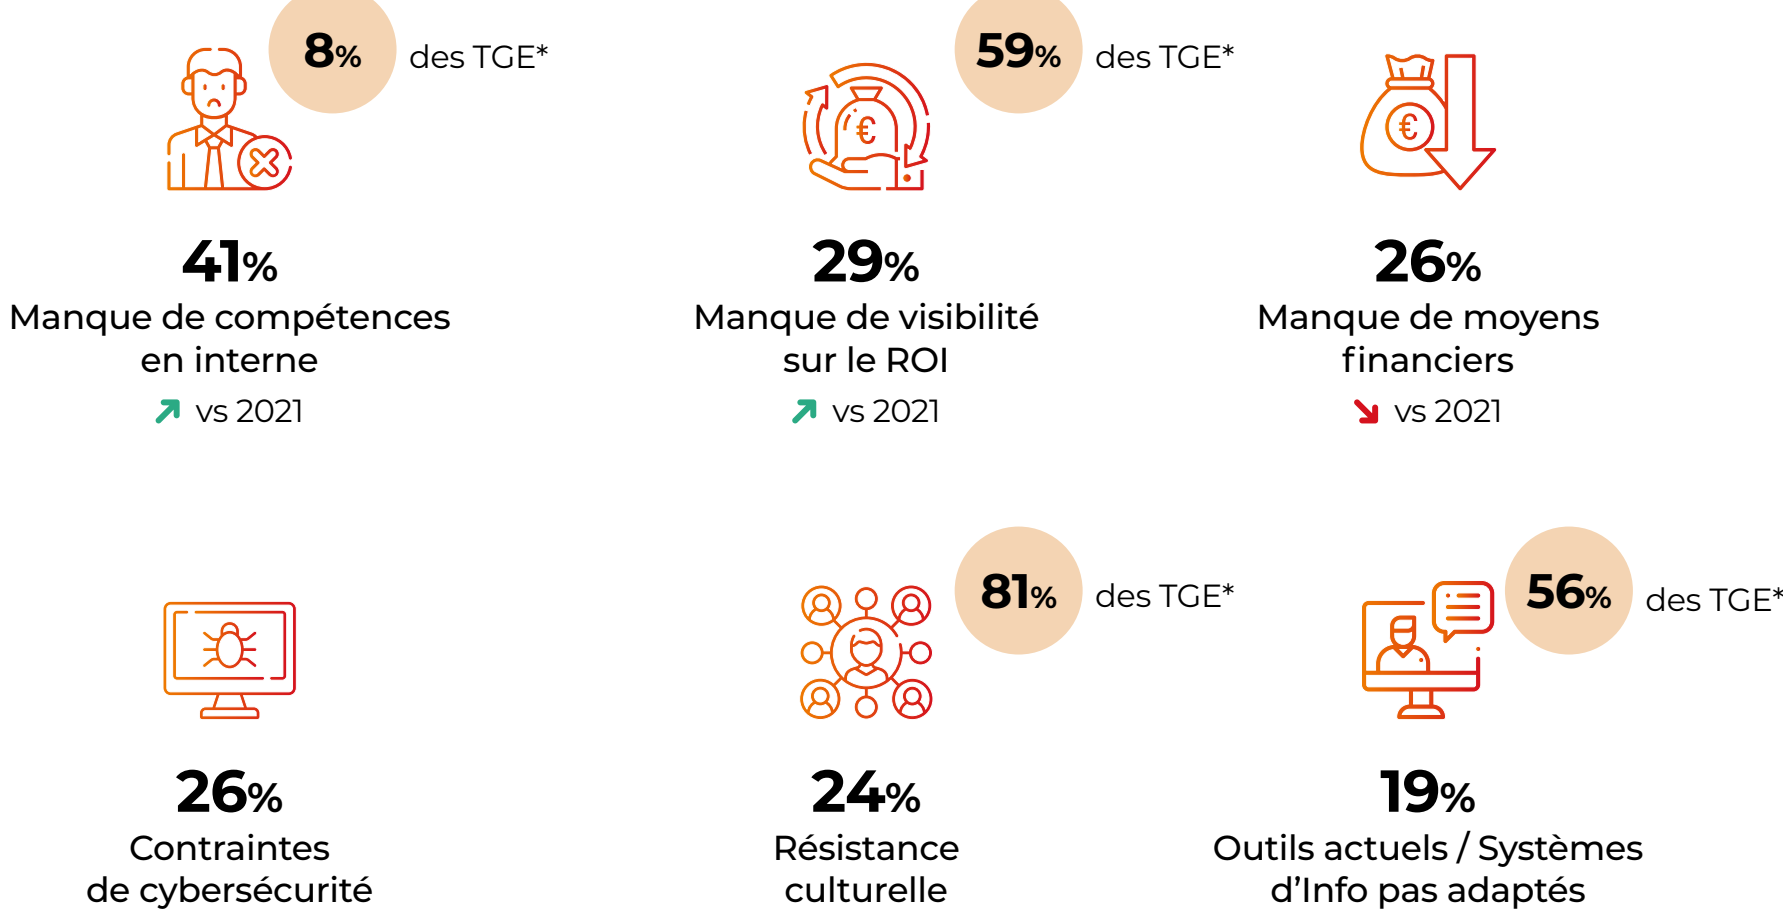 8% des TGE*
41%
Manque de compétences
en interne
vs 2021
59% des TGE*
€
29%
Manque de visibilité
sur le ROI
vs 2021
€
26%
Manque de moyens
financiers
vs 2021
26%
Contraintes
de cybersécurité
81% des TGE*
24%
Résistance
culturelle
56% des TGE*
19%
Outils actuels / Systèmes
d’Info pas adaptés